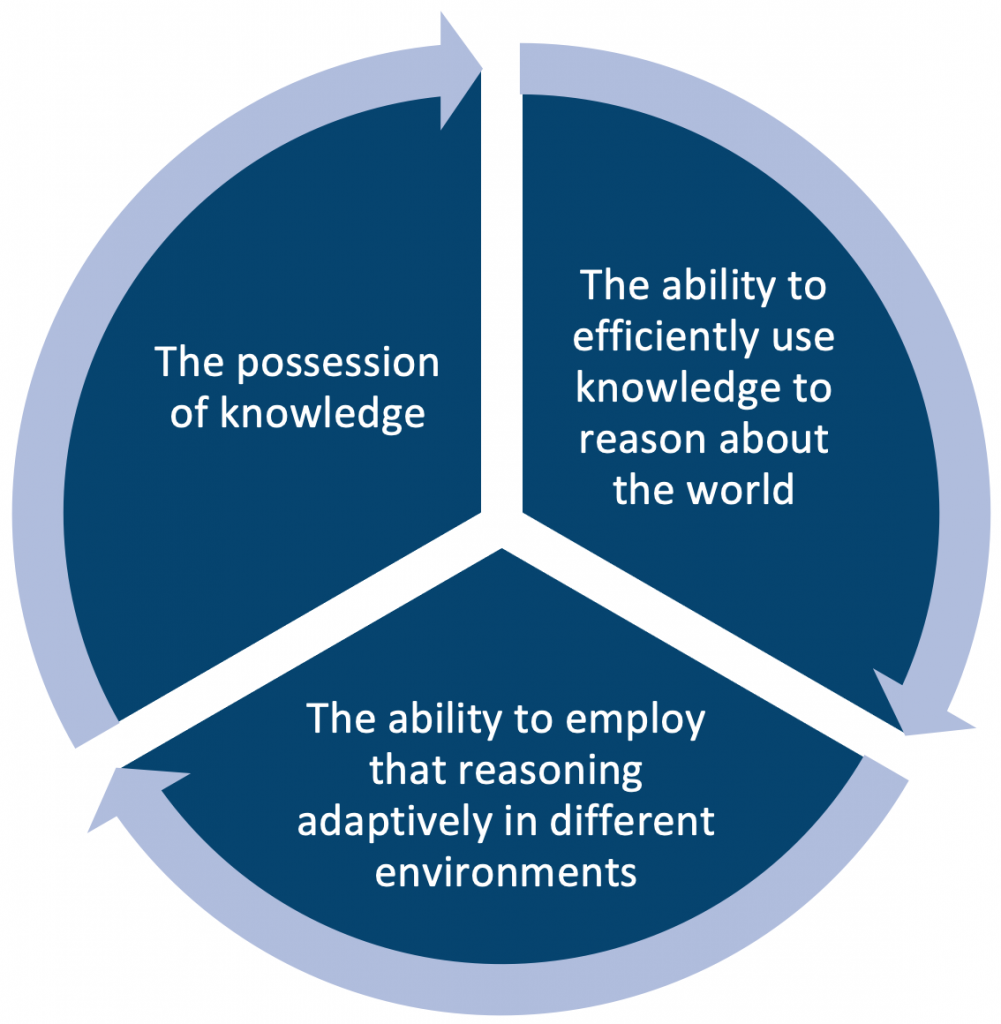 The possession
of knowledge
The ability to
efficiently use
knowledge to
reason about
the world
The ability to employ
that reasoning
adaptively in different
environments